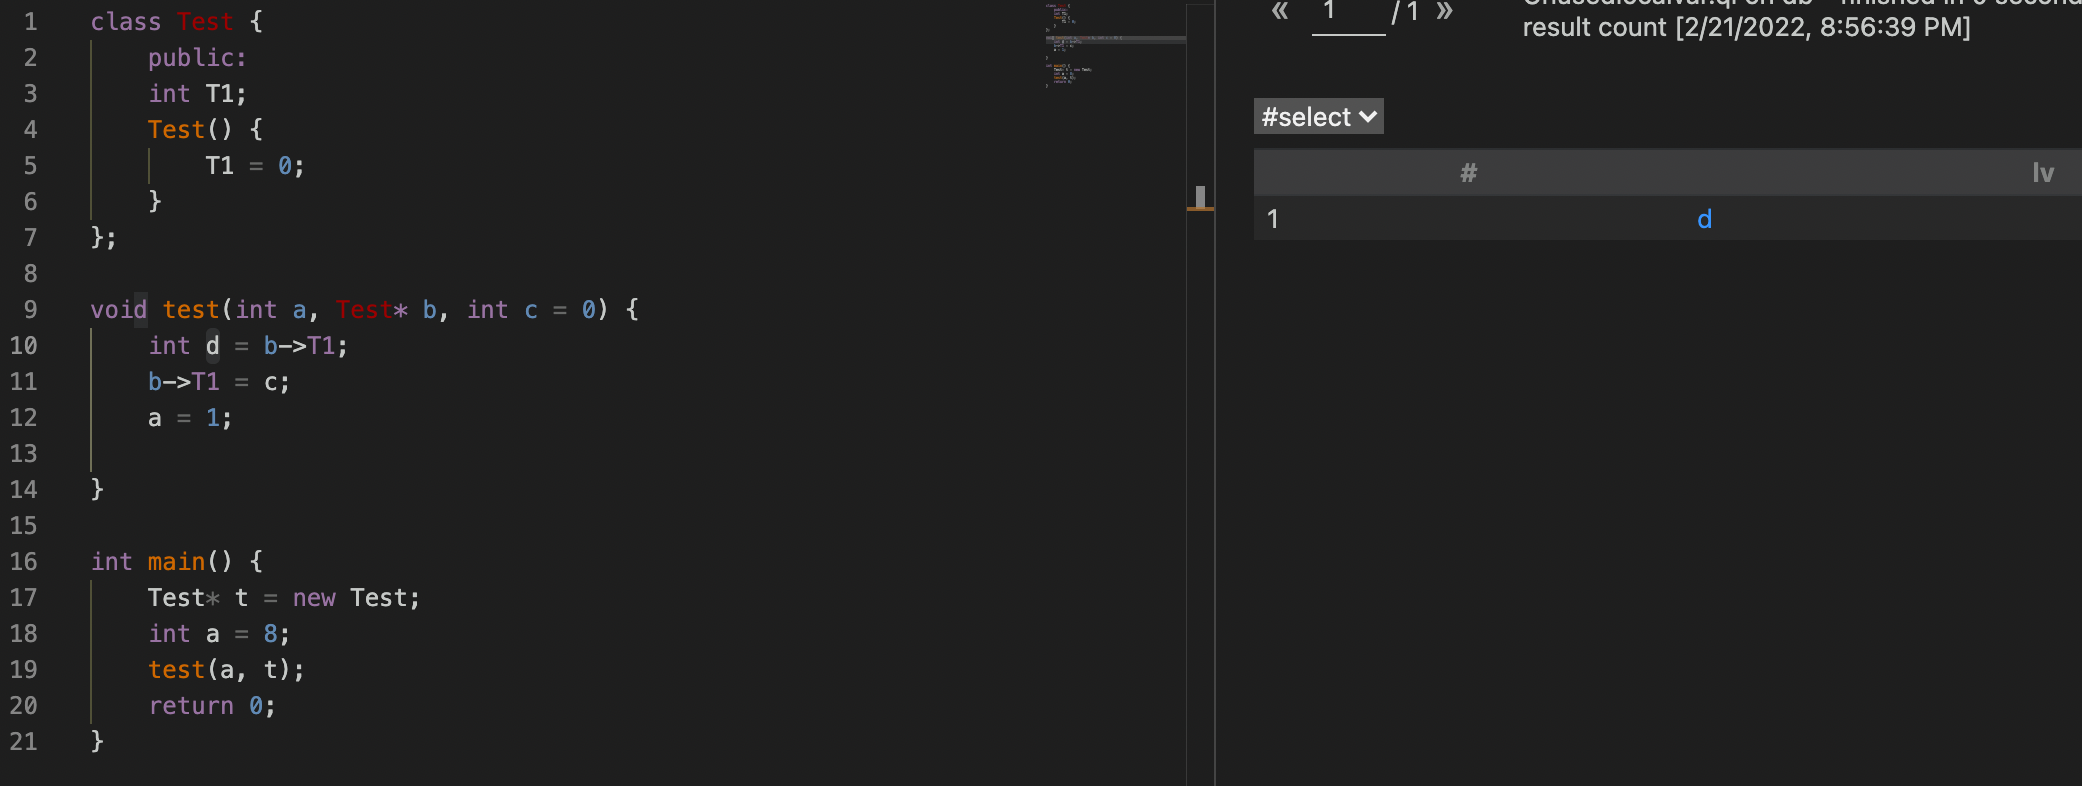 1 class Test {
2 public:
3 int T1;
4 Test() {
5 T1 = 0;
6 }
7 };
8
9 void test(int a, Test* b, int c = 0) {
10 int d = b->T1;
11 b->T1 = c;
12 a = 1;
13
14 }
15
16 int main() {
17 Test* t = new Test;
18 int a = 8;
19 test(a, t);
20 return 0;
21 }
« 1 / 1 »
result count [2/21/2022, 8:56:39 PM]
#select
# lv
1 d